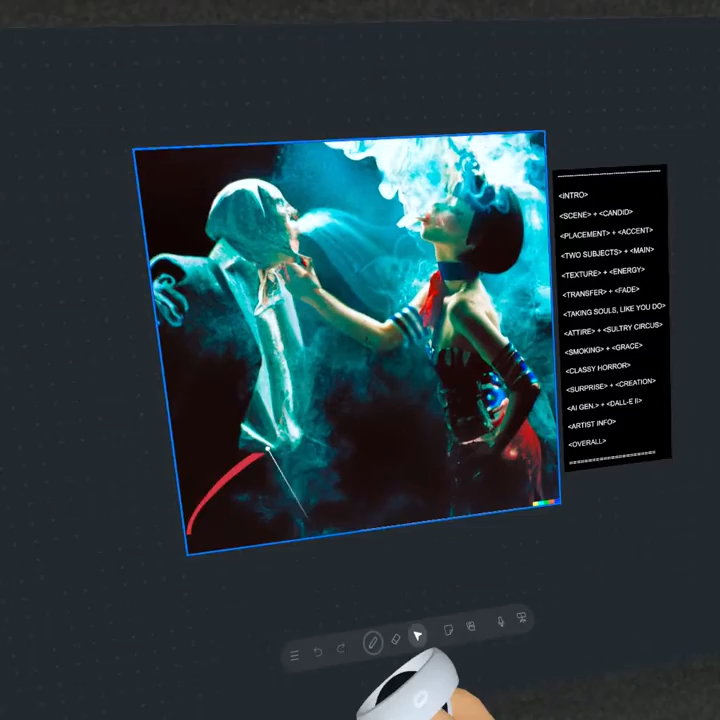 <INTRO>
<SCENE> + <CANDID>
<PLACEMENT> + <ACCENT>
<TWO SUBJECTS> + <MAIN>
<TEXTURE> + <ENERGY>
<TRANSFER> + <FADE>
<TAKING SOULS, LIKE YOU DO>
<ATTIRE> + <SULTRY CIRCUS>
<SMOKING> + <GRACE>
<CLASSY HORROR>
<SURPRISE> + <CREATION>
<AI GEN.> + <DALL-E II>
<ARTIST INFO>
<OVERALL>